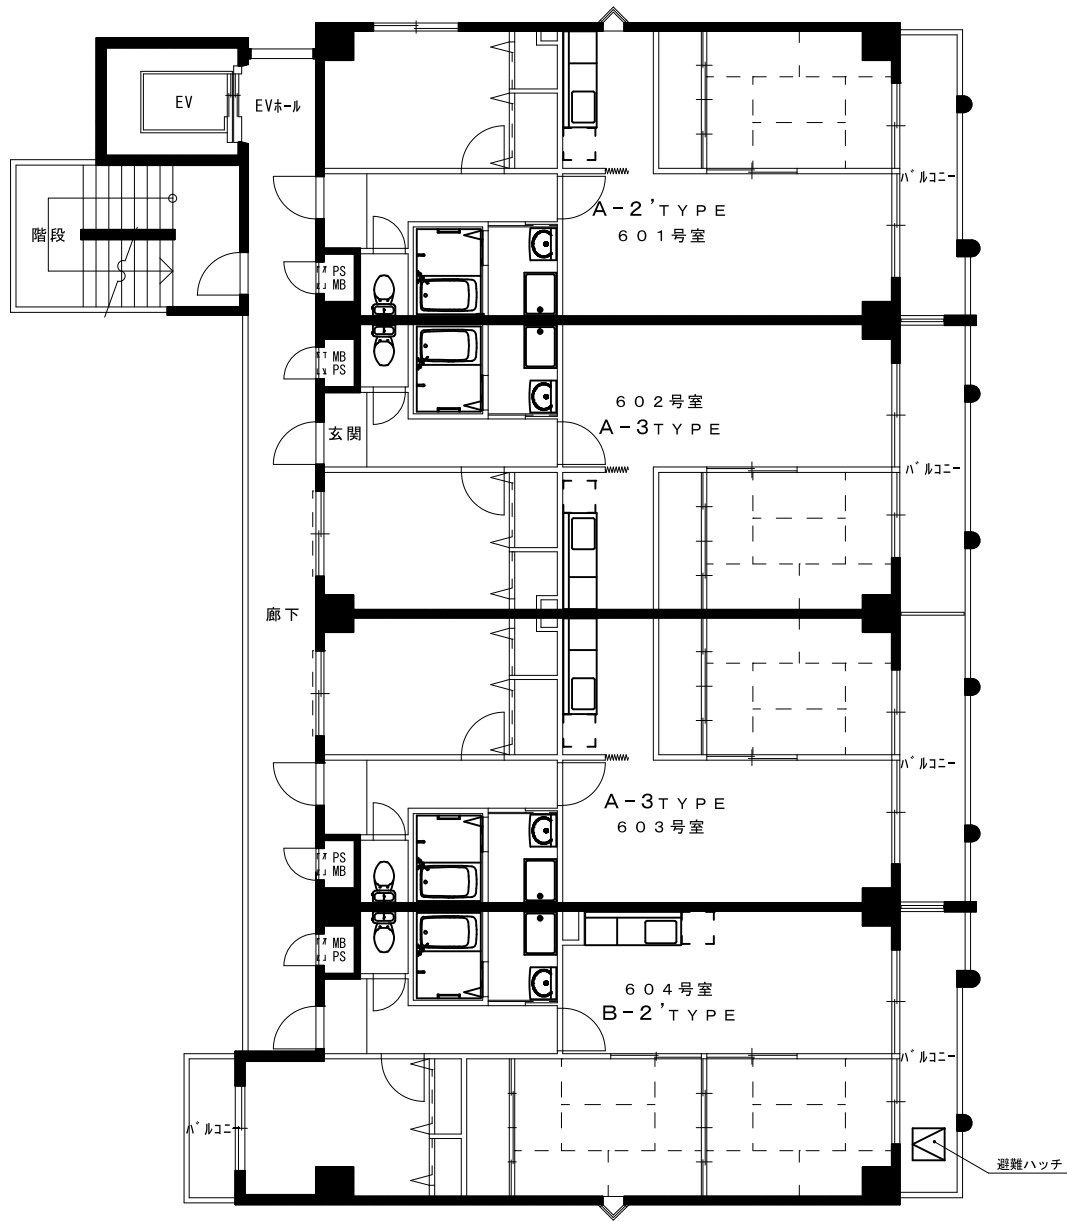 EV
EVホール
バルコニー
A-2'TYPE
601号室
階段
PS
MB
MB
PS
602号室
A-3TYPE
玄関
バルコニー
廊下
バルコニー
A-3TYPE
603号室
PS
MB
MB
PS
604号室
B-2'TYPE
バルコニー
バルコニー
避難ハッチ